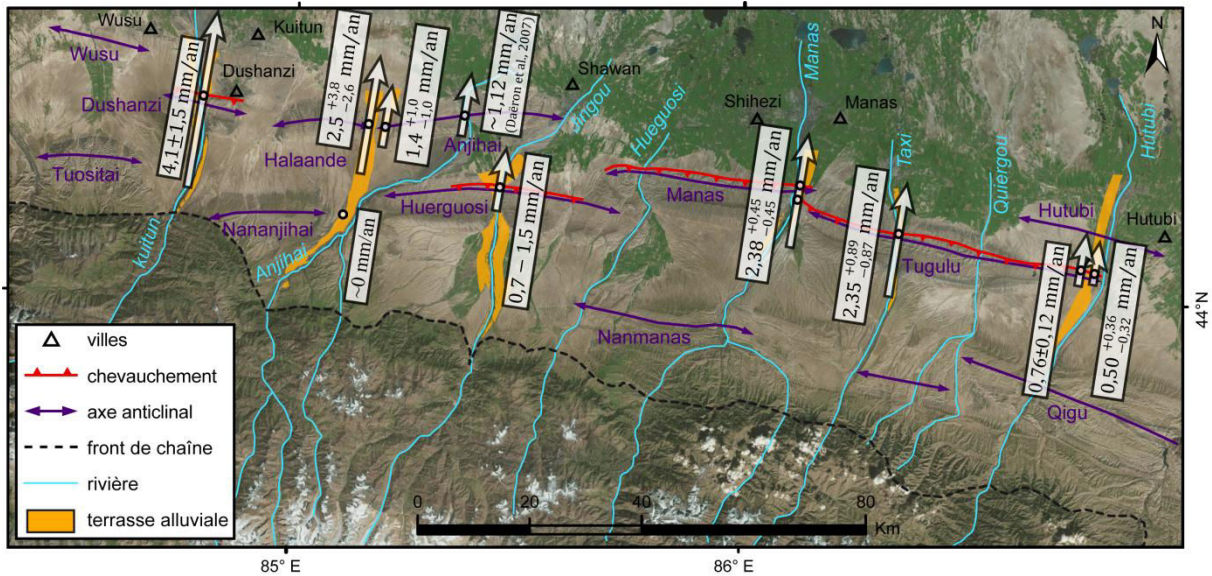 Wusu
Kuitun
Wusu
Dushanzi
Dushanzi
Tuositai
4,1±1,5 mm/an
kuitun
2,5 +3,8 −2,6 mm/an
Halaande
1,4 +1,0 −1,0 mm/an
~1,12 mm/an
(Daëron et al., 2007)
Anjihai
Jingou
Shawan
Nananjihai
Anjihai
~0 mm/an
Huerguosi
0,7 – 1,5 mm/an
Hueguosi
Shihezi
Manas
Manas
Manas
2,38 +0,45 −0,45 mm/an
Nanmanas
Taxi
2,35 +0,89 −0,87 mm/an
Tugulu
Quiergou
Hutubi
Hutubi
Hutubi
0,76±0,12 mm/an
0,50 +0,36 −0,32 mm/an
Qigu
N
44° N
villes
chevauchement
axe anticlinal
front de chaîne
rivière
terrasse alluviale
0 20 40 80
Km
85° E 86° E